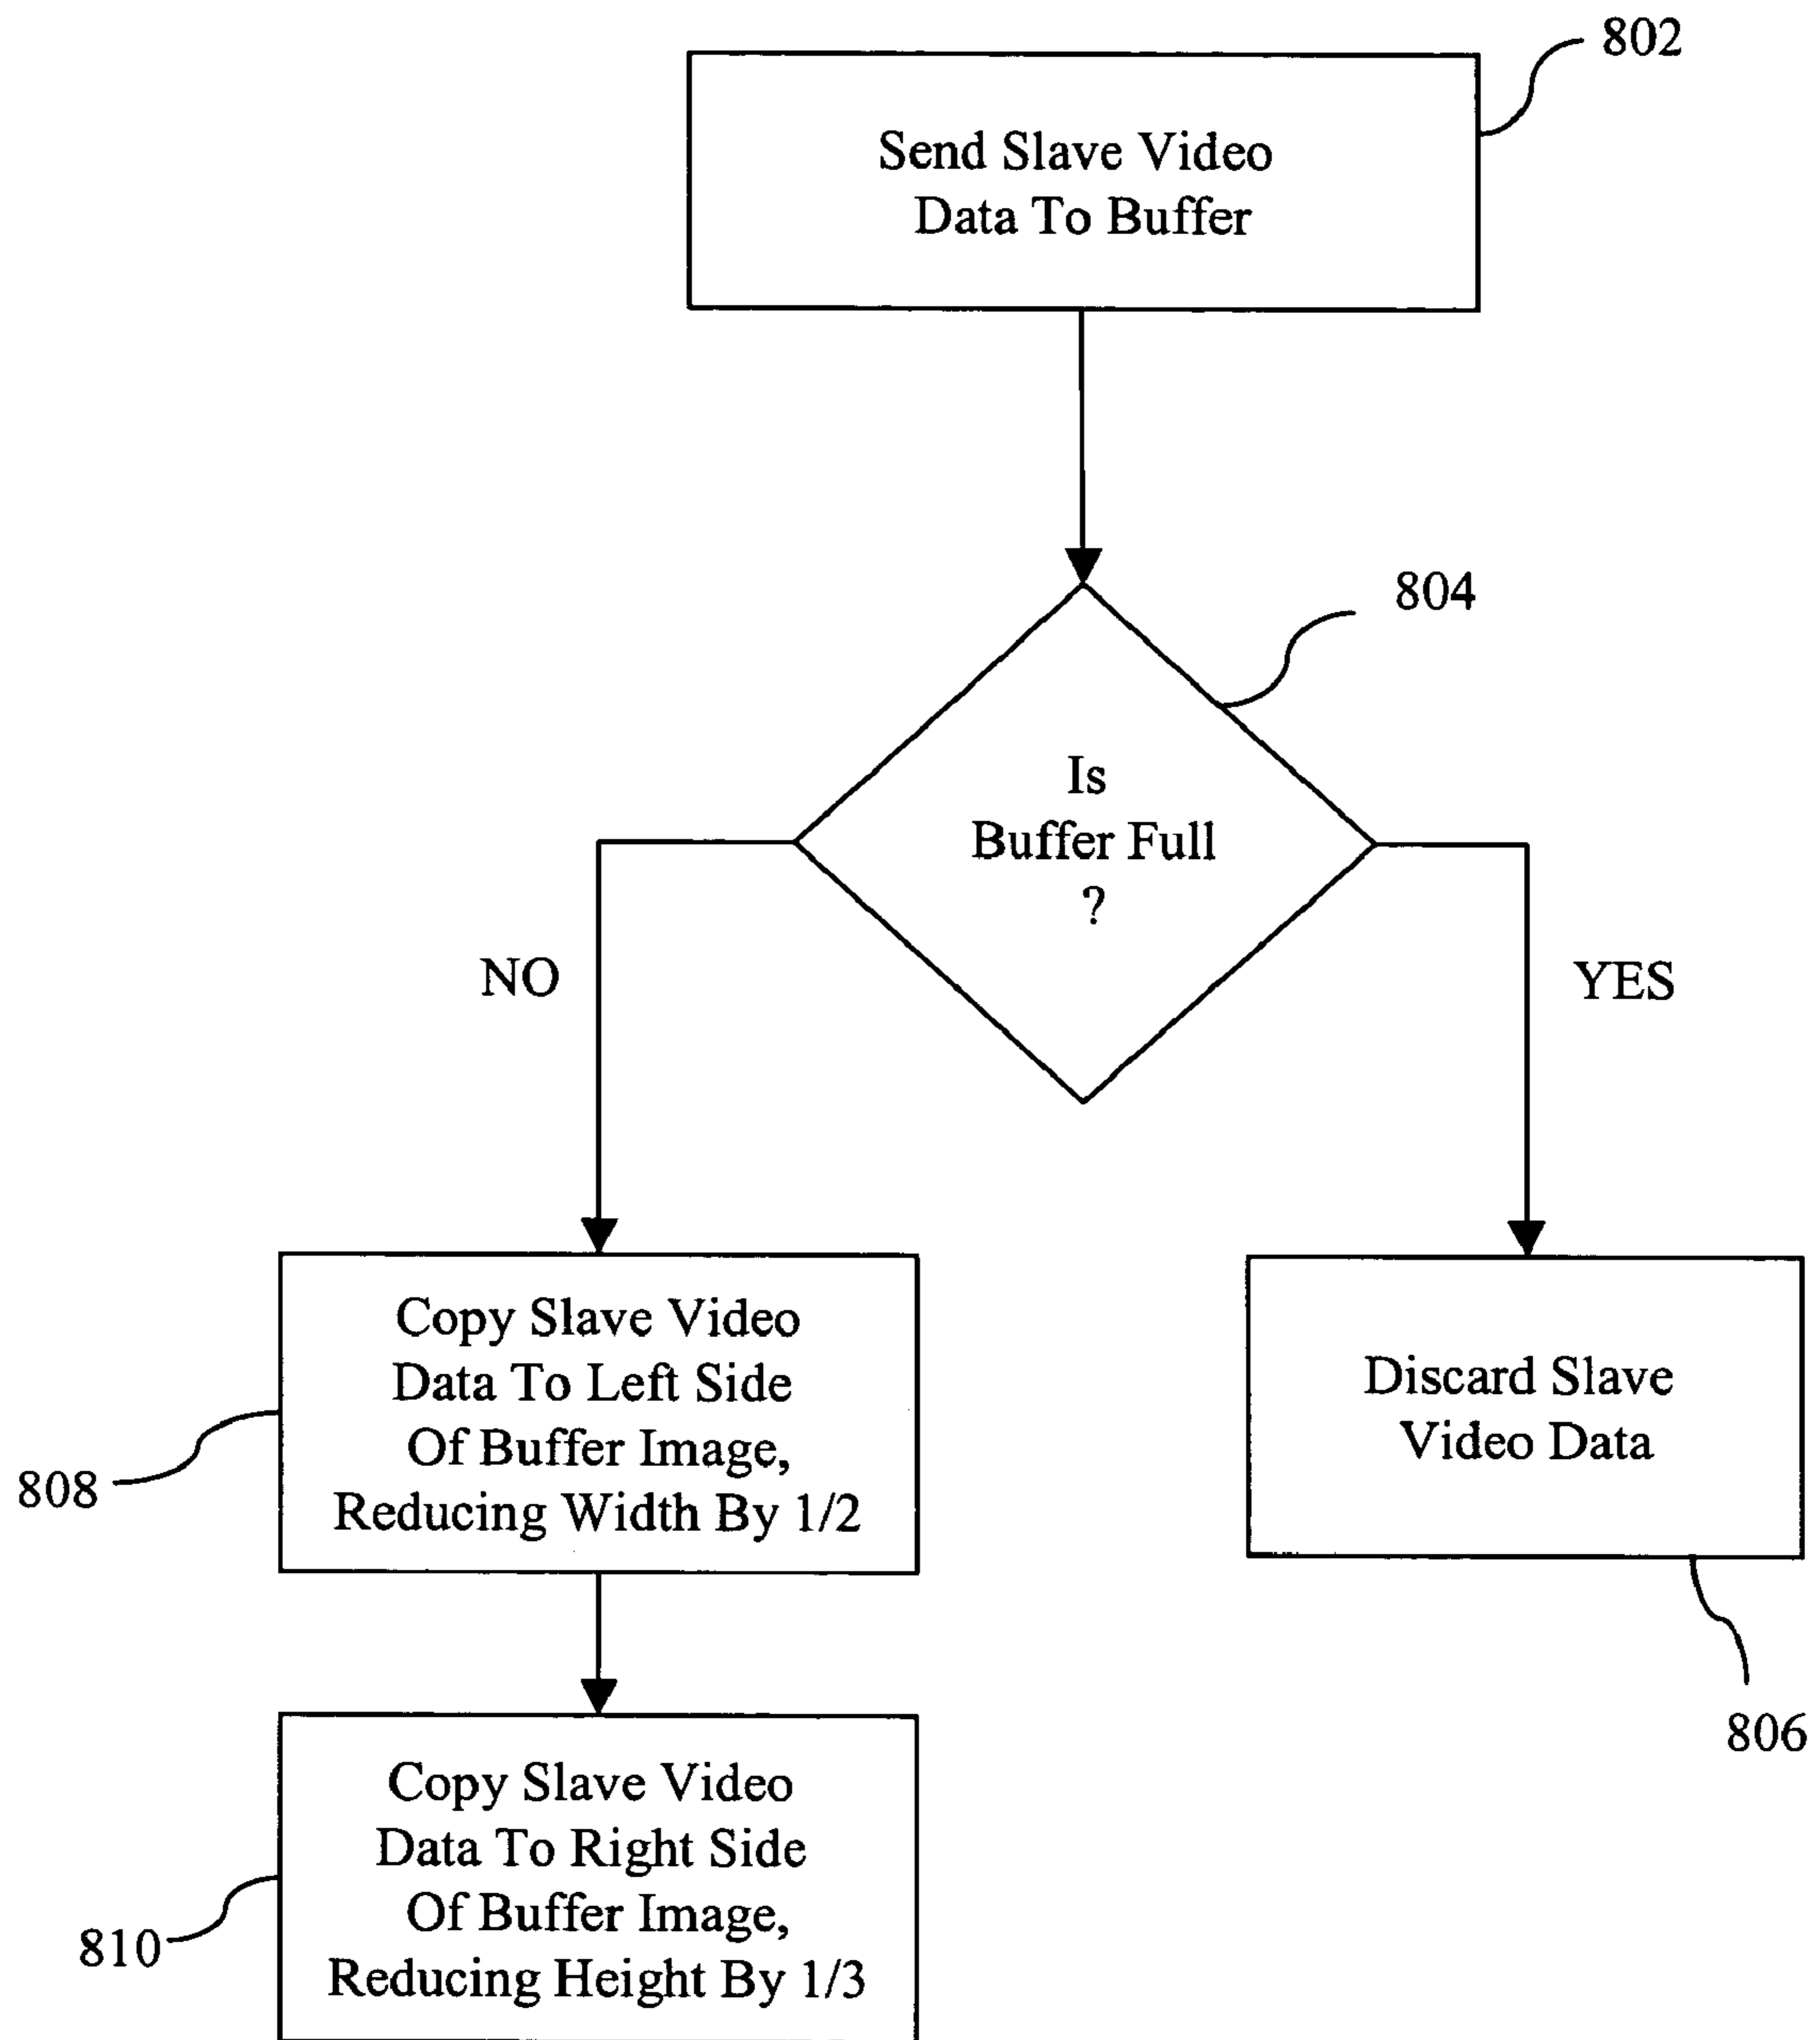 802
Send Slave Video
Data To Buffer
804
Is
Buffer Full
?
NO
YES
Copy Slave Video
Data To Left Side
Of Buffer Image,
Reducing Width By 1/2
808
Discard Slave
Video Data
806
Copy Slave Video
Data To Right Side
Of Buffer Image,
Reducing Height By 1/3
810